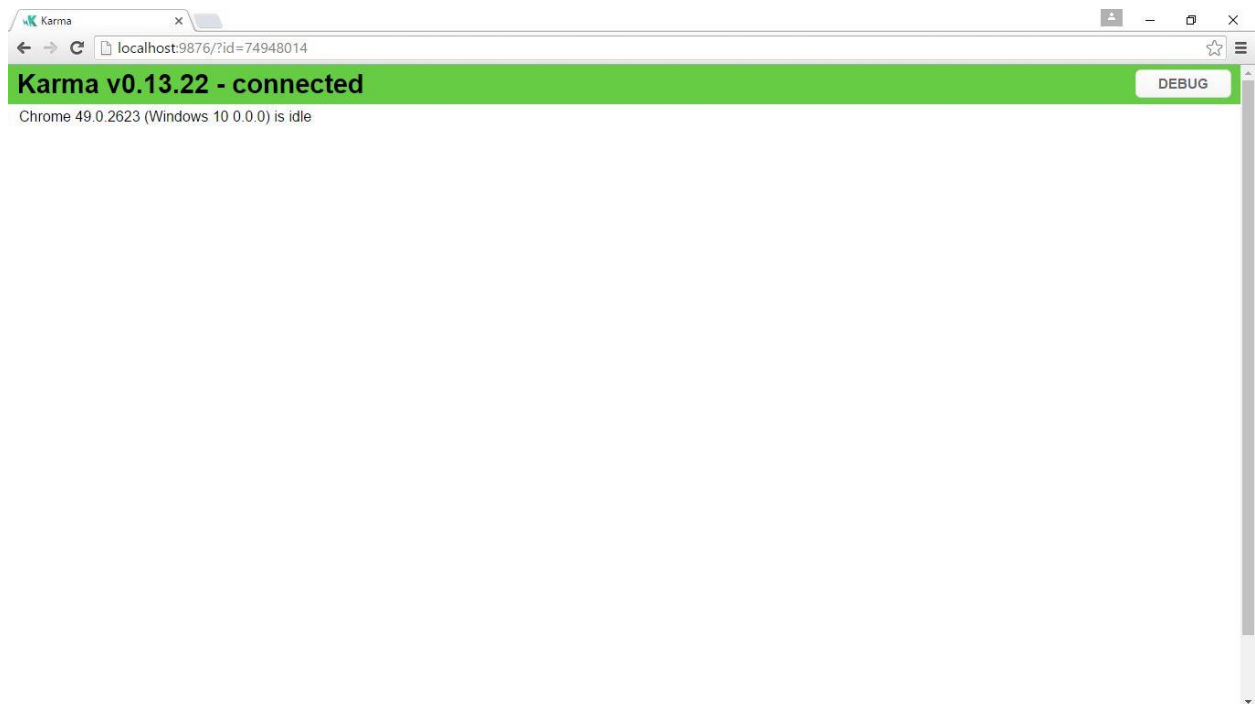 Karma
localhost:9876/?id=74948014
Karma v0.13.22 - connected
DEBUG
Chrome 49.0.2623 (Windows 10 0.0.0) is idle